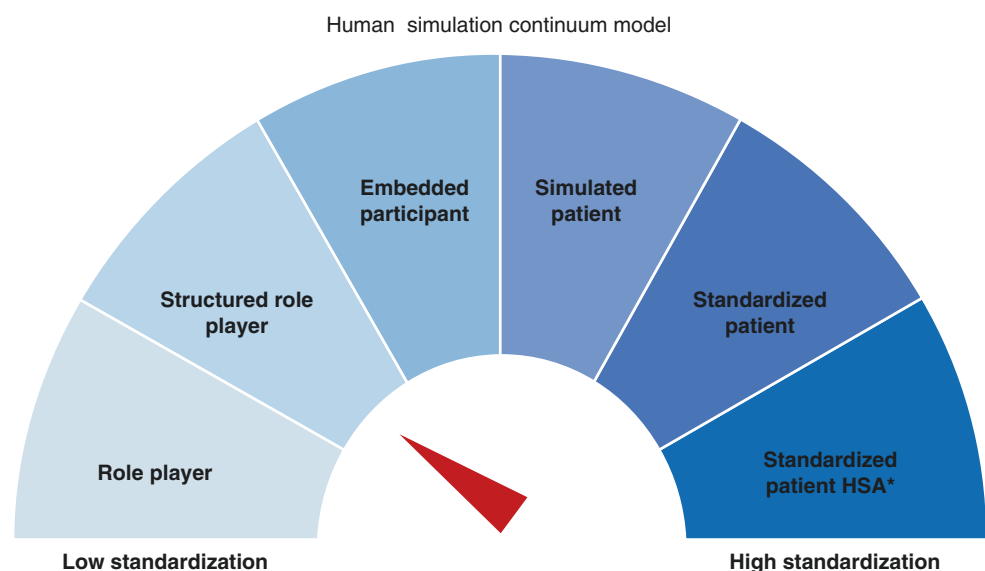 Human simulation continuum model
Embedded
participant
Simulated
patient
Structured role
player
Standardized
patient
Role player
Standardized
patient HSA*
Low standardization
High standardization